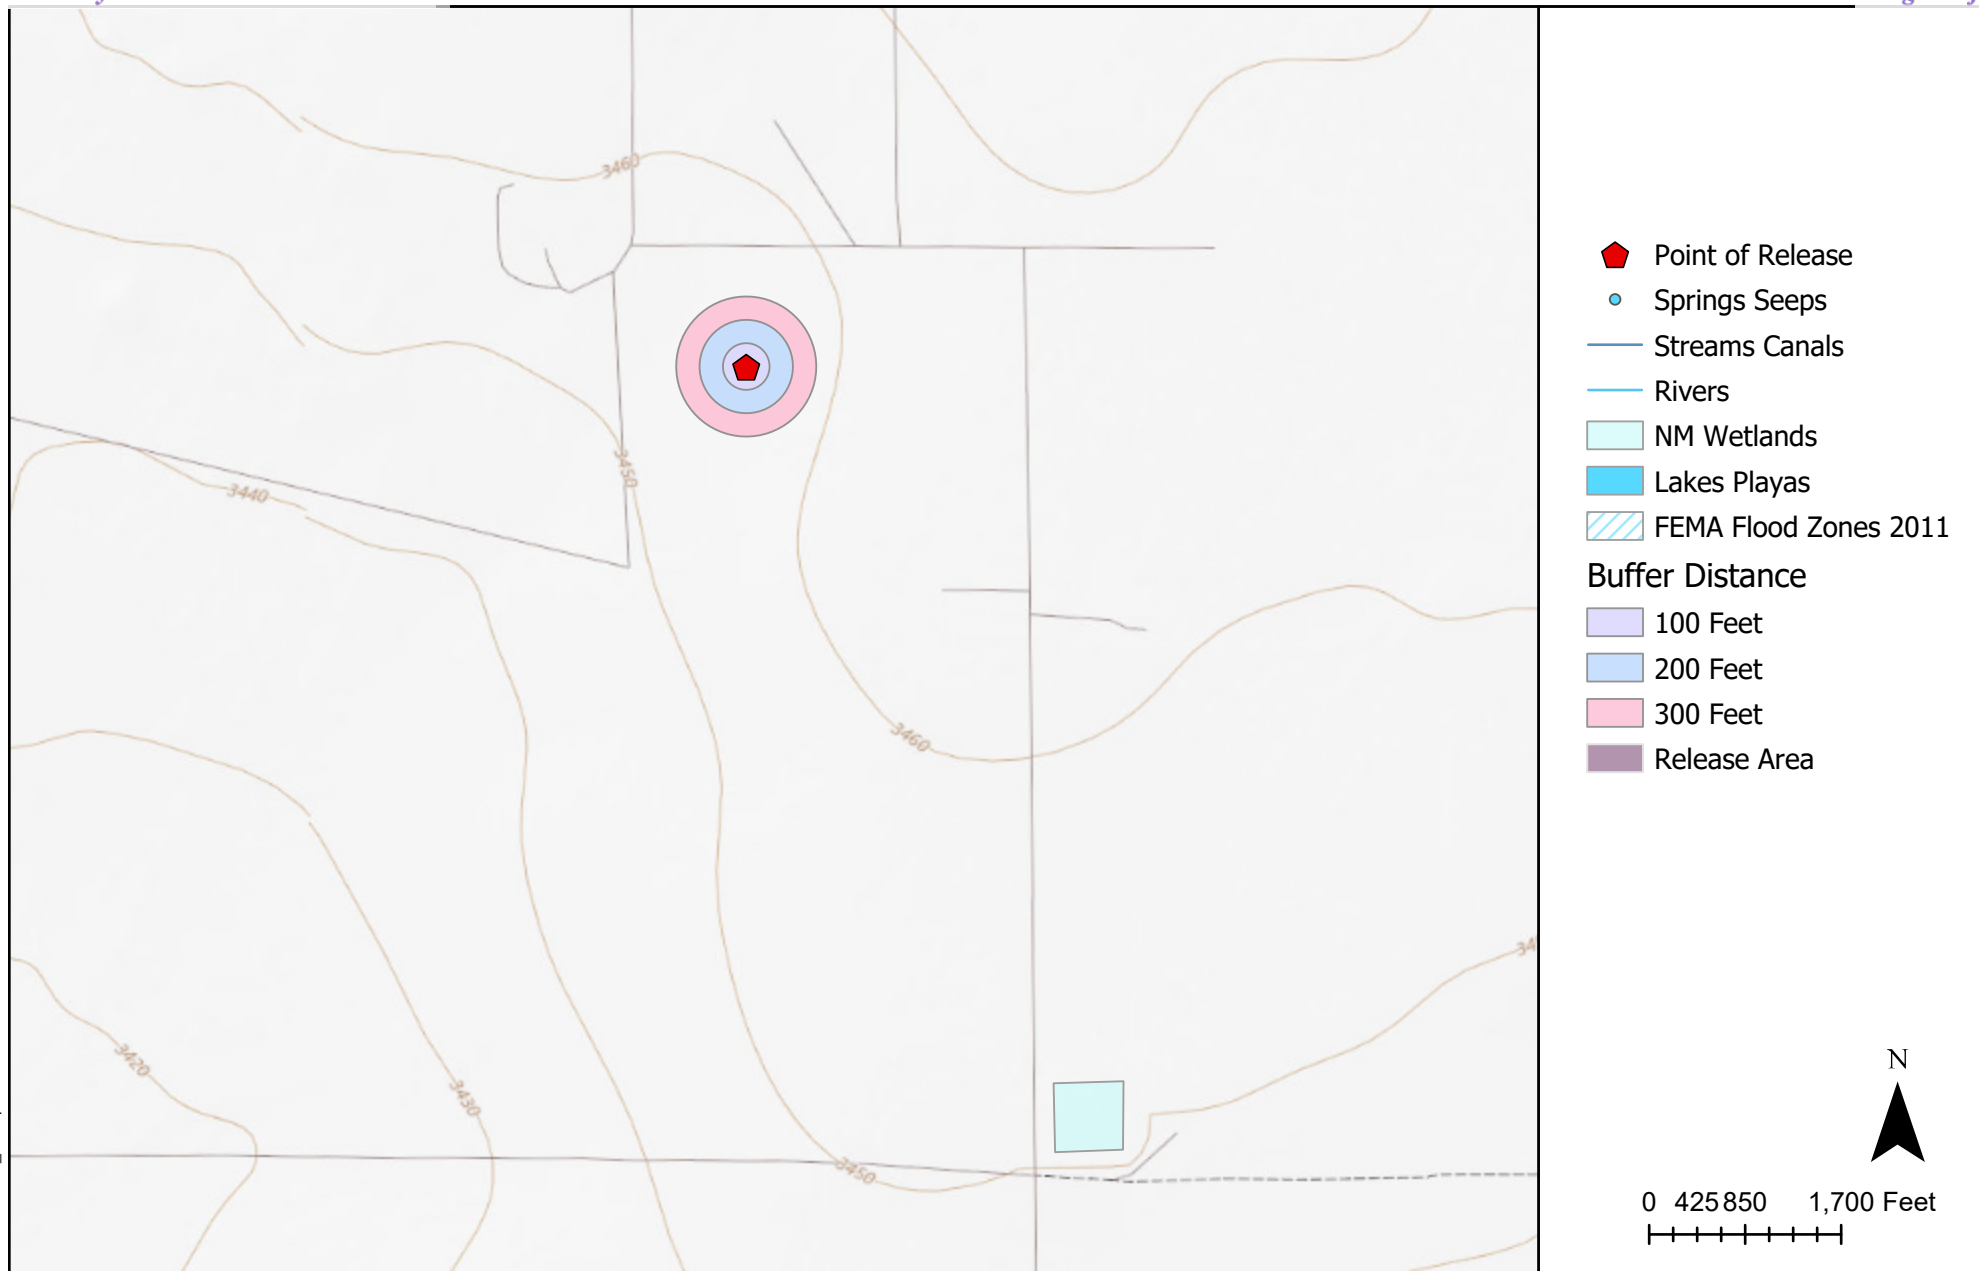 3460
3450
3440
3460
3420
3430
3450
Point of Release
Springs Seeps
Streams Canals
Rivers
NM Wetlands
Lakes Playas
FEMA Flood Zones 2011
Buffer Distance
100 Feet
200 Feet
300 Feet
Release Area
N
0 425 850 1,700 Feet